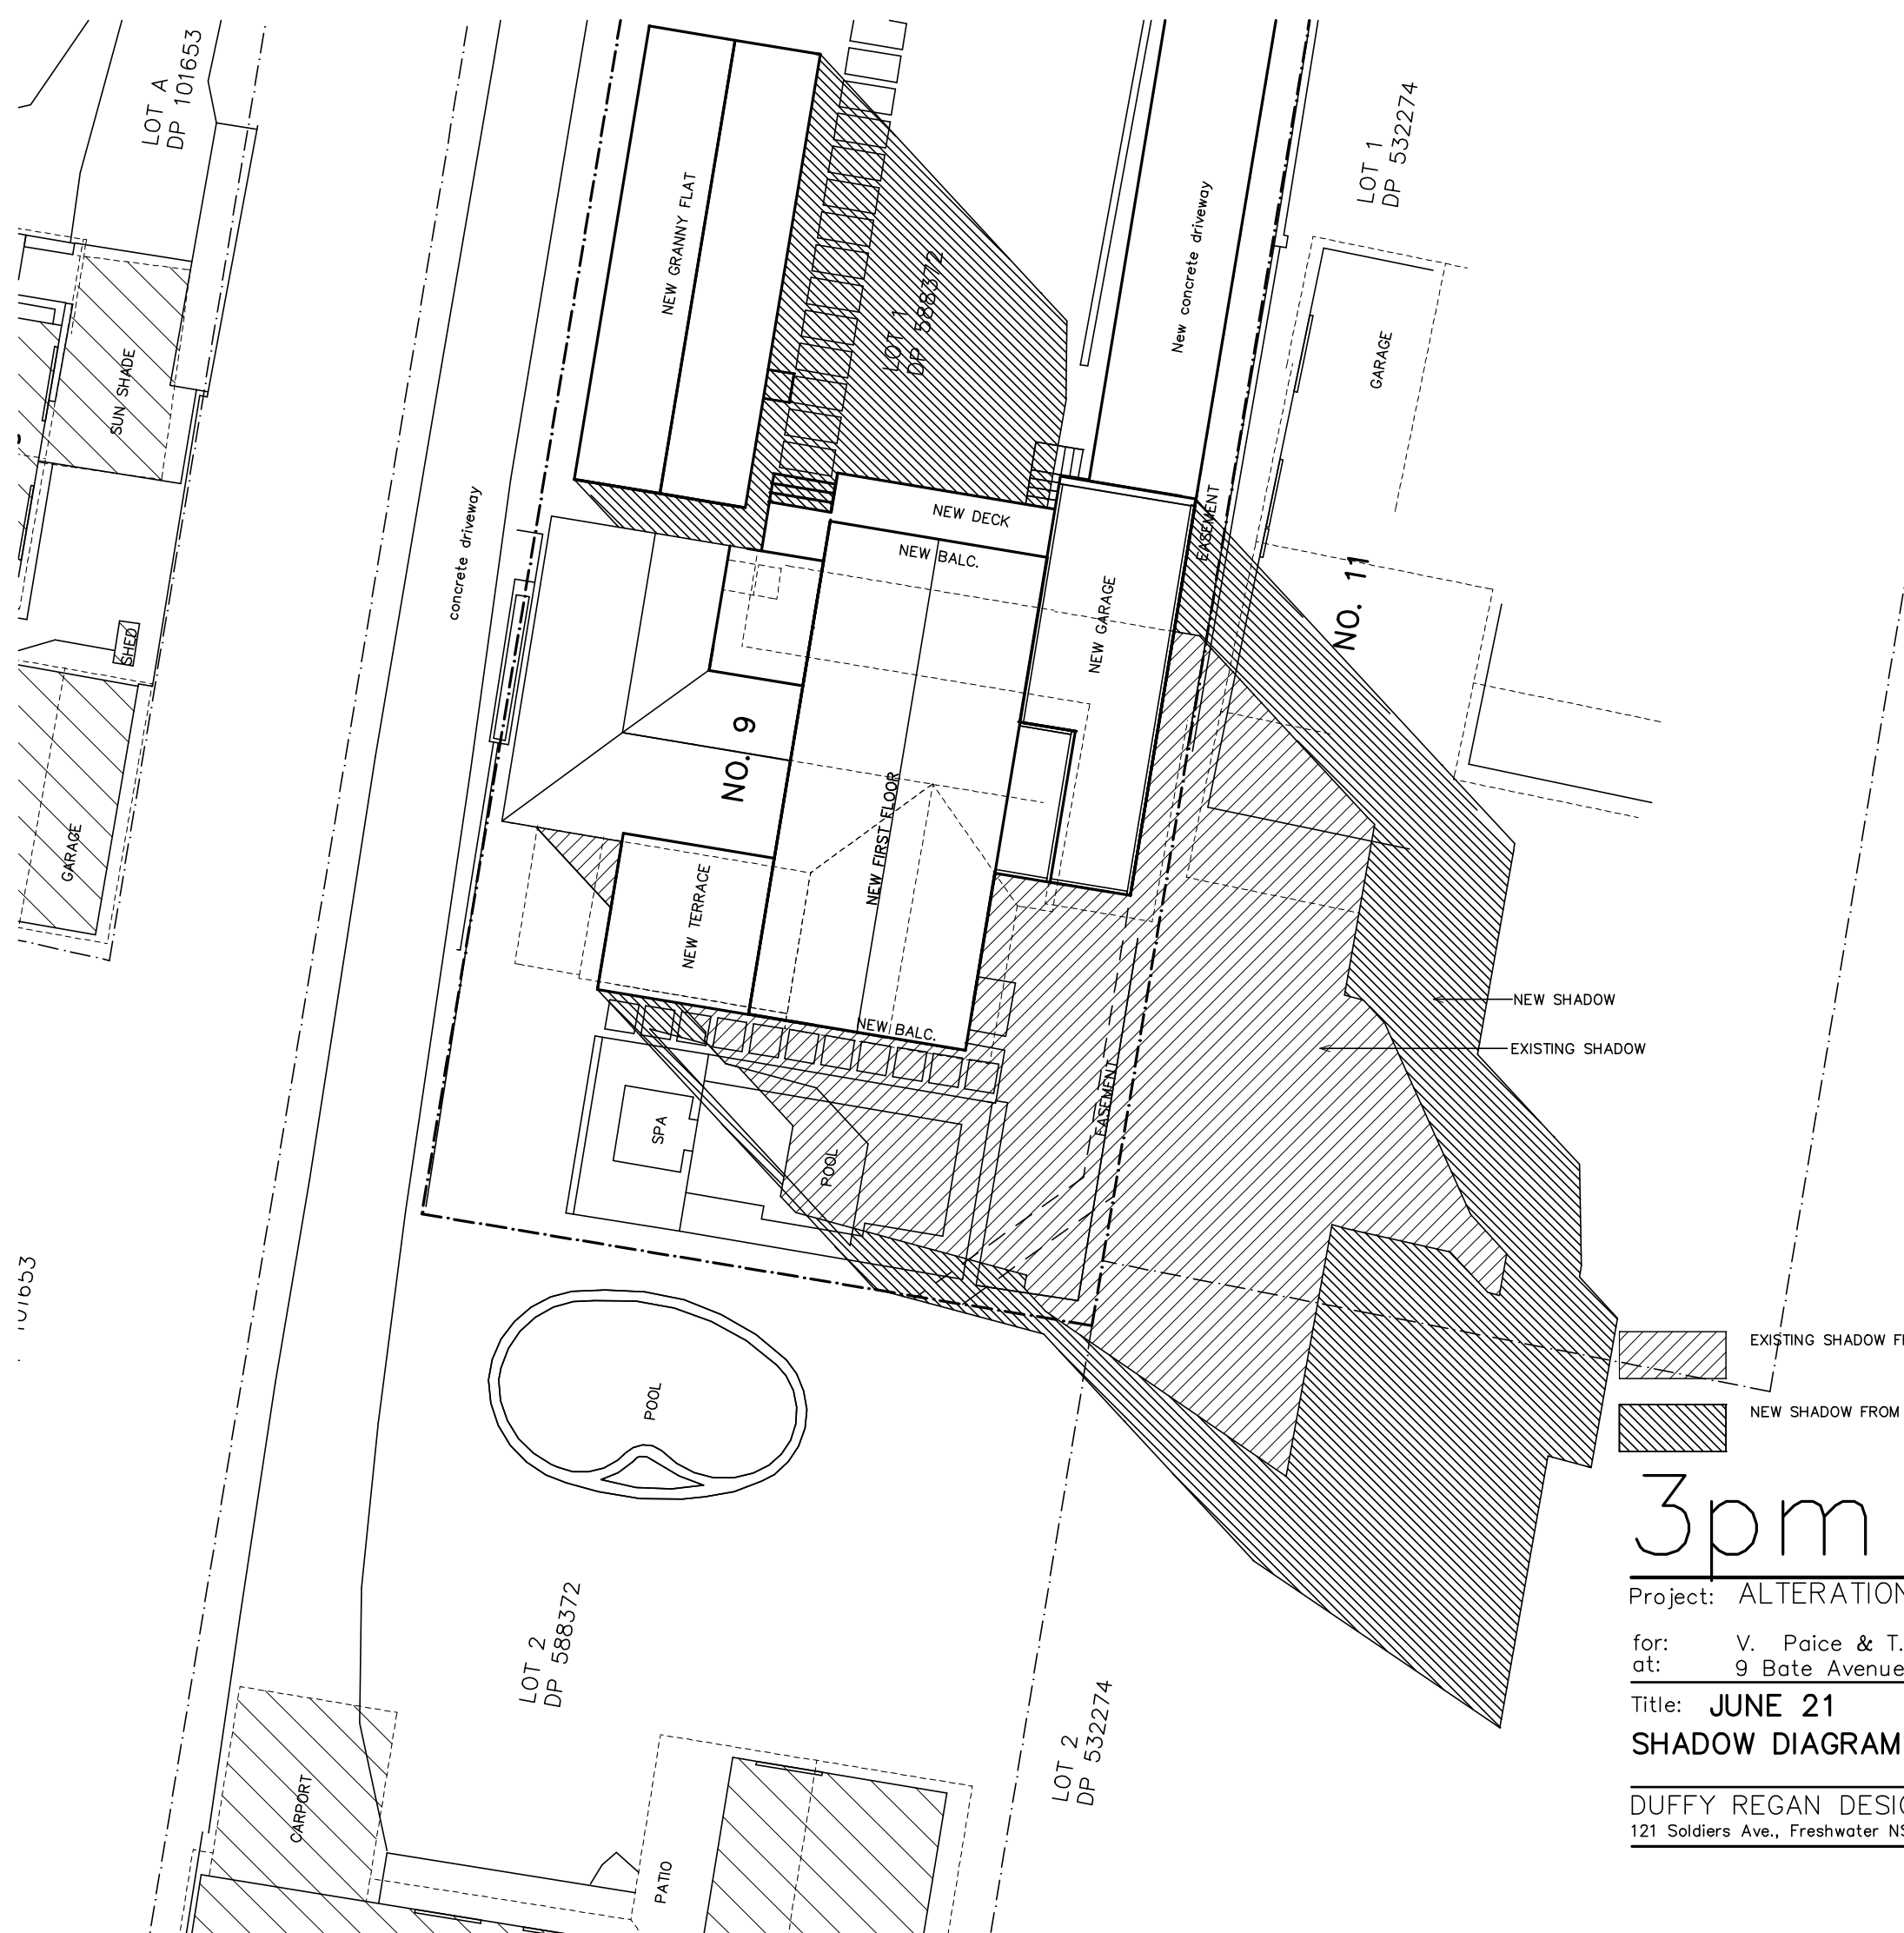 LOT A
DP 101653
LOT 1
DP 532274
NEW GRANNY FLAT
New concrete driveway
LOT 1
DP 588372
SUN SHADE
GARAGE
concrete driveway
NEW DECK
EASEMENT
NEW BALC.
NO. 11
NEW GARAGE
SHED
NO. 9
NEW FIRST FLOOR
GARAGE
NEW TERRACE
NEW SHADOW
NEW BALC.
EXISTING SHADOW
EASEMENT
SPA
POOL
101653
EXISTING SHADOW
POOL
NEW SHADOW FROM
3pm
Project: ALTERATION
for: V. Paice & T.
at: 9 Bate Avenue
Title: JUNE 21
SHADOW DIAGRAM
DUFFY REGAN DESIG
121 Soldiers Ave., Freshwater NS
LOT 2
DP 588372
LOT 2
DP 532274
CARPORT
PATIO